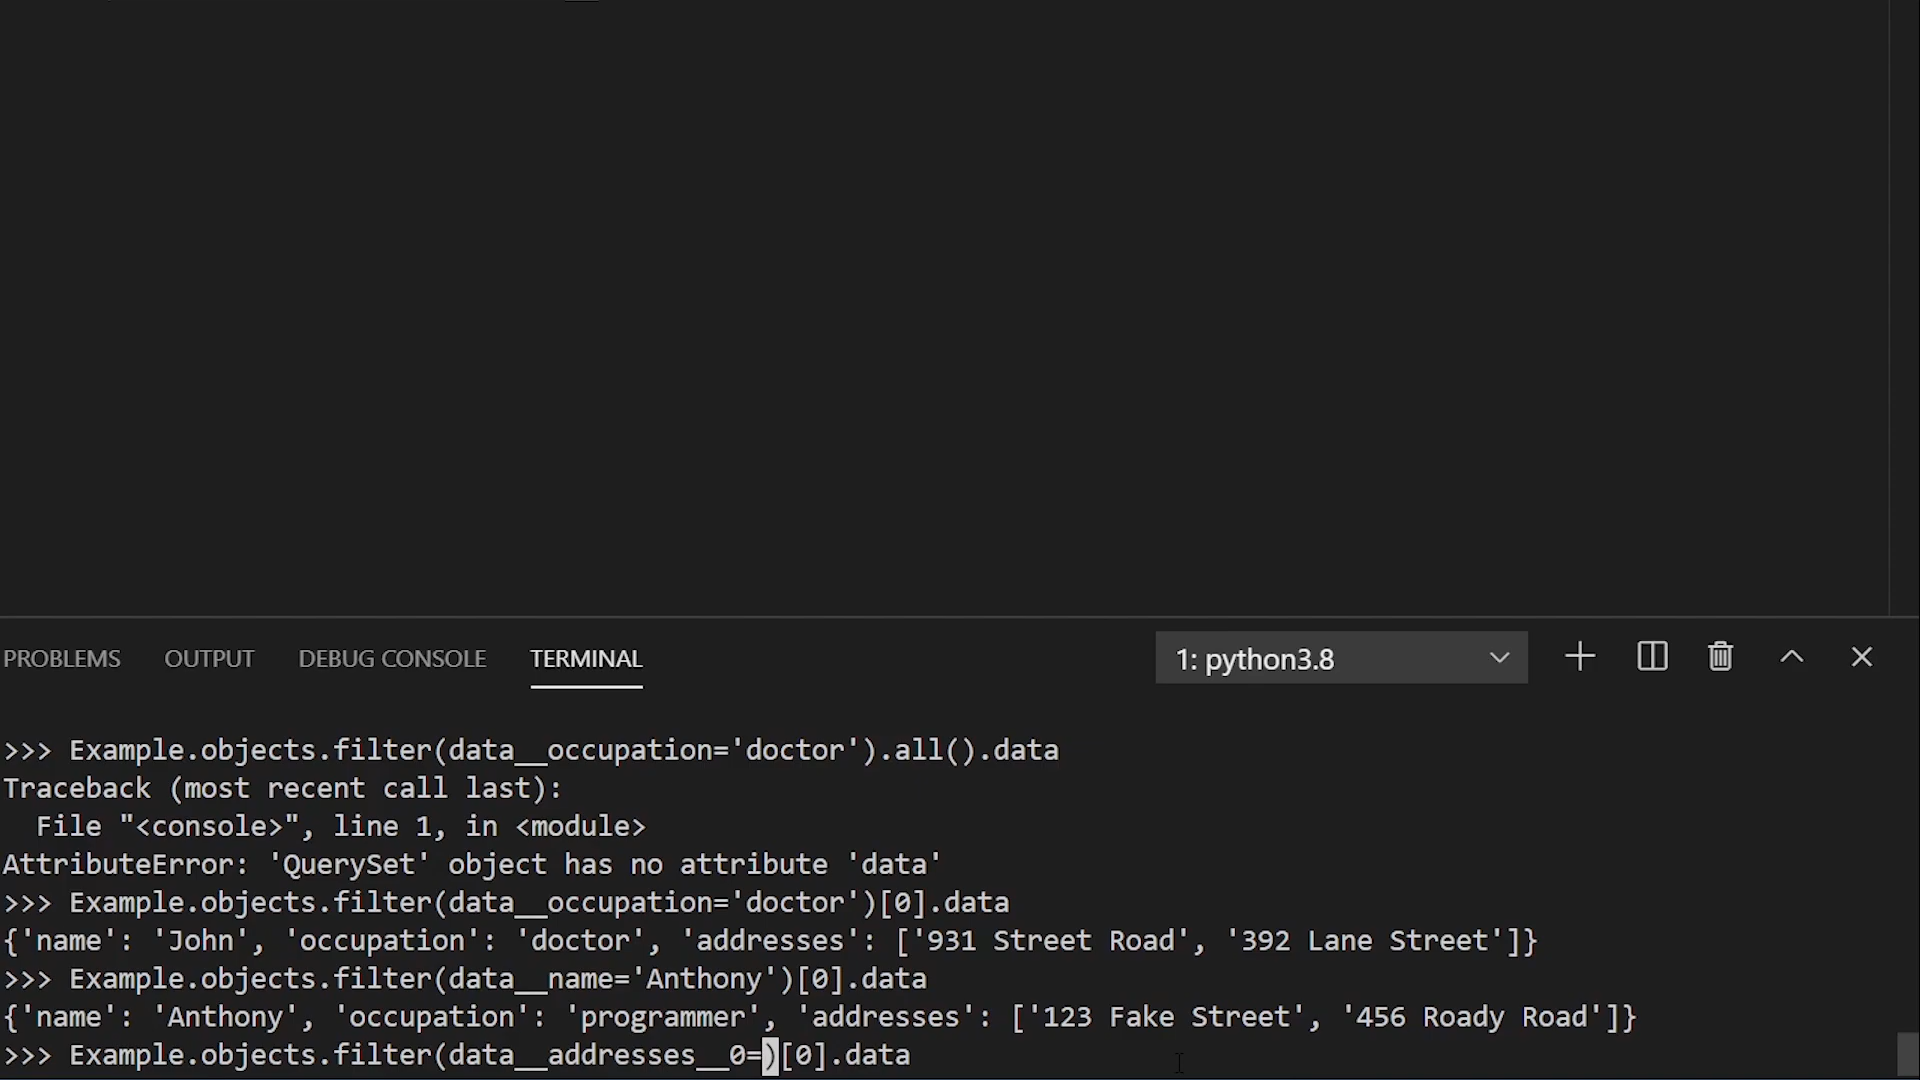 PROBLEMS OUTPUT DEBUG CONSOLE TERMINAL 1: python3.8
>>> Example.objects.filter(data__occupation='doctor').all().data
Traceback (most recent call last):
  File "<console>", line 1, in <module>
AttributeError: 'QuerySet' object has no attribute 'data'
>>> Example.objects.filter(data__occupation='doctor')[0].data
{'name': 'John', 'occupation': 'doctor', 'addresses': ['931 Street Road', '392 Lane Street']}
>>> Example.objects.filter(data__name='Anthony')[0].data
{'name': 'Anthony', 'occupation': 'programmer', 'addresses': ['123 Fake Street', '456 Roady Road']}
>>> Example.objects.filter(data__addresses__0=)[0].data